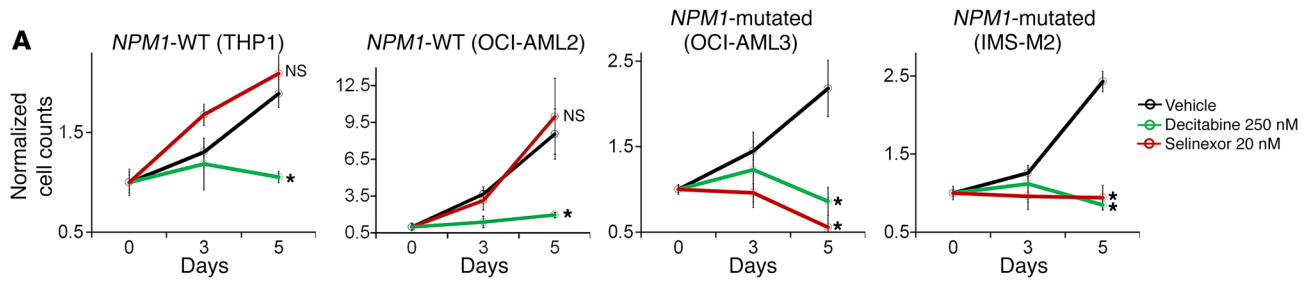 A
NPM1-WT (THP1)
NPM1-WT (OCI-AML2)
NPM1-mutated
(OCI-AML3)
NPM1-mutated
(IMS-M2)
Normalized
cell counts
1.5
0.5
NS
*
0
3
5
Days
12.5
9.5
6.5
3.5
0.5
NS
*
0
3
5
Days
2.5
1.5
0.5
*
*
0
3
5
Days
2.5
1.5
0.5
*
*
0
3
5
Days
Vehicle
Decitabine 250 nM
Selinexor 20 nM